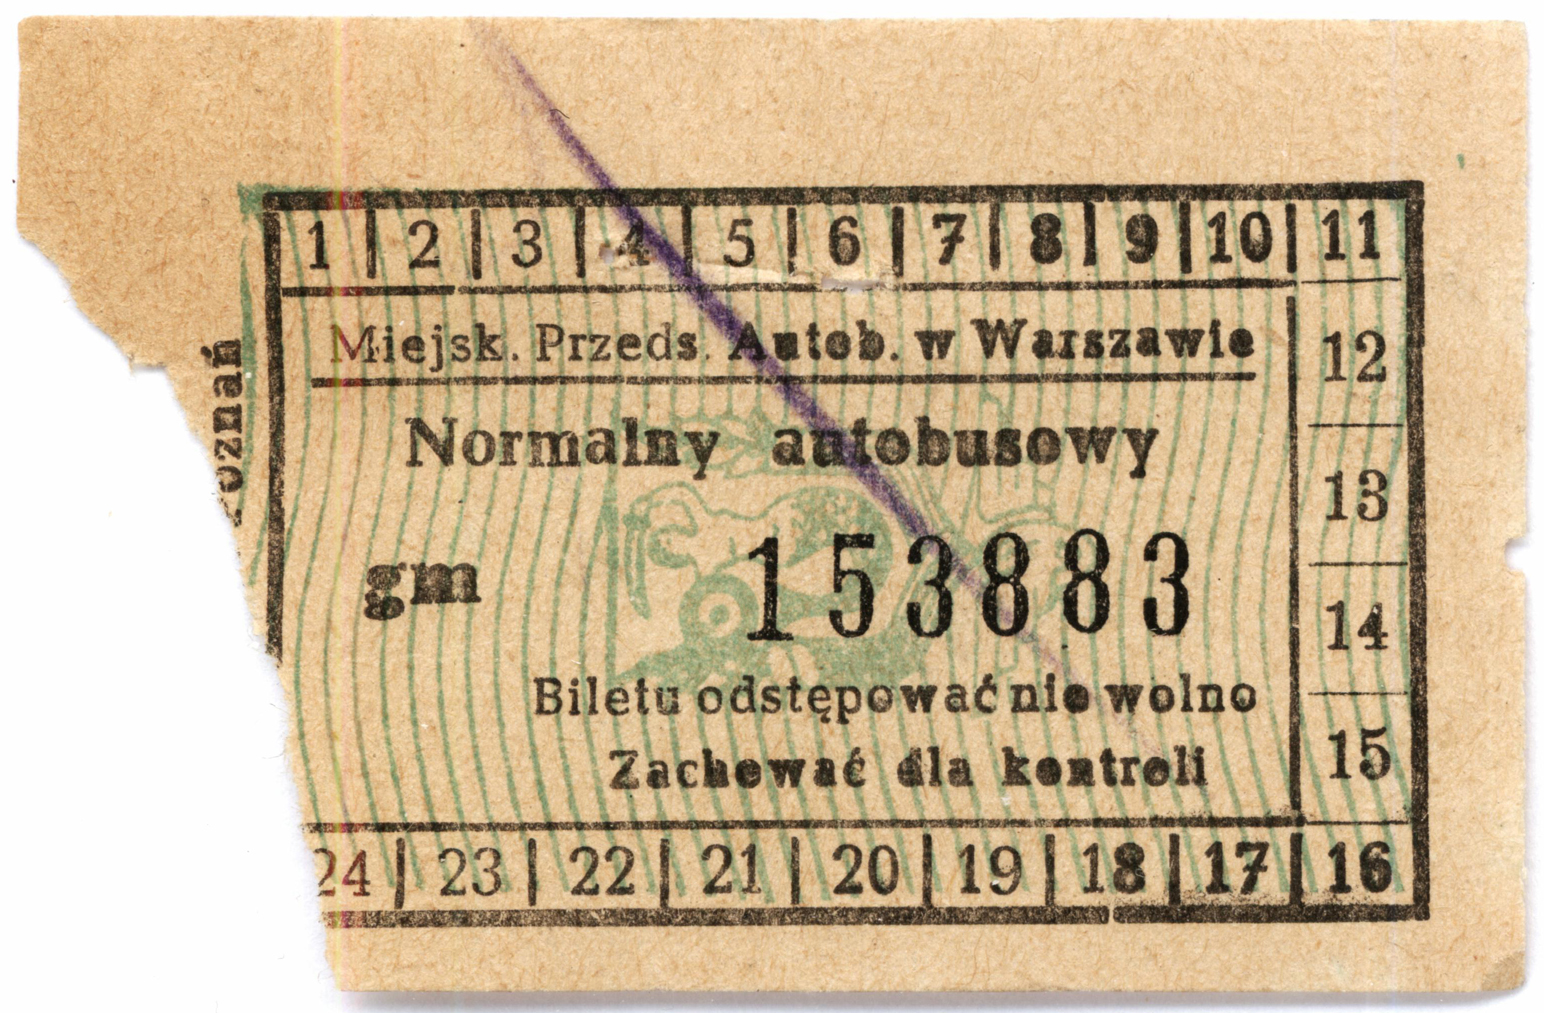 1 2 3 4 5 6 7 8 9 10 11
Miejsk. Przeds. Autob. w Warszawie
12
Normalny autobusowy
13
gm 153883
14
Biletu odstępować nie wolno
Zachować dla kontroli
15
24 23 22 21 20 19 18 17 16
oznań